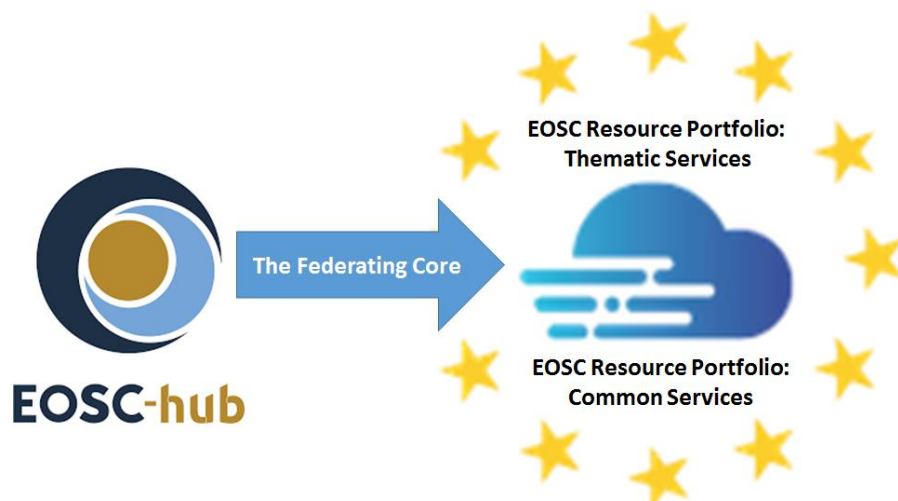 EOSC Resource Portfolio:
Thematic Services
The Federating Core
EOSC Resource Portfolio:
Common Services
EOSC-hub